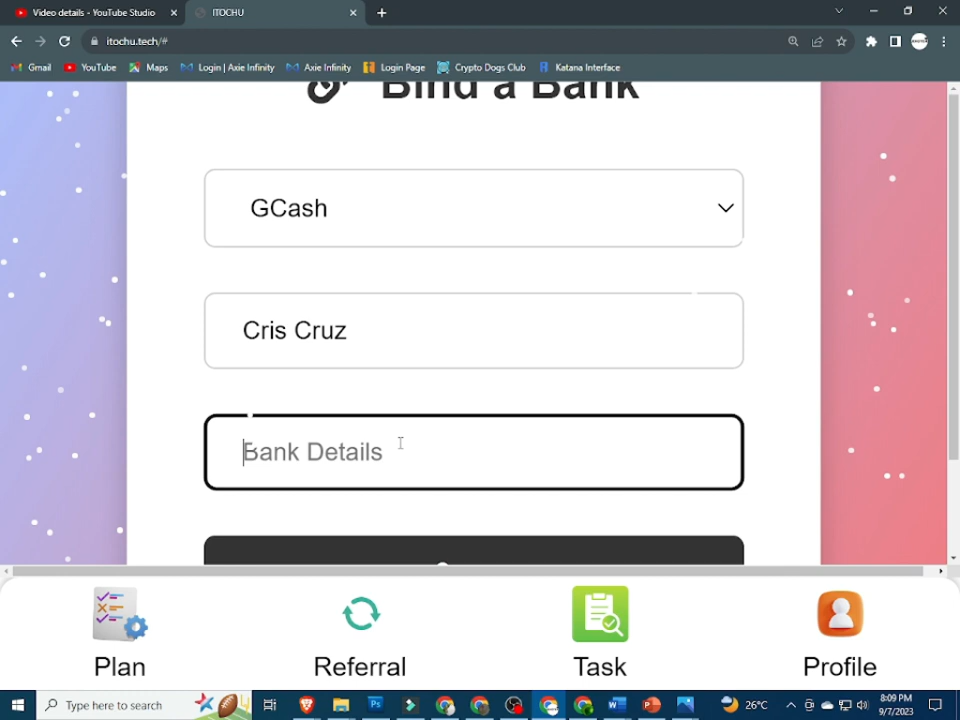 Video details - YouTube Studio
ITOCHU
itochu.tech/#
Gmail
YouTube
Maps
Login | Axie Infinity
Axie Infinity
Login Page
Crypto Dogs Club
Katana Interface
Bind a Bank
GCash
Cris Cruz
Bank Details
Plan
Referral
Task
Profile
Type here to search
26°C
8:09 PM
9/7/2023